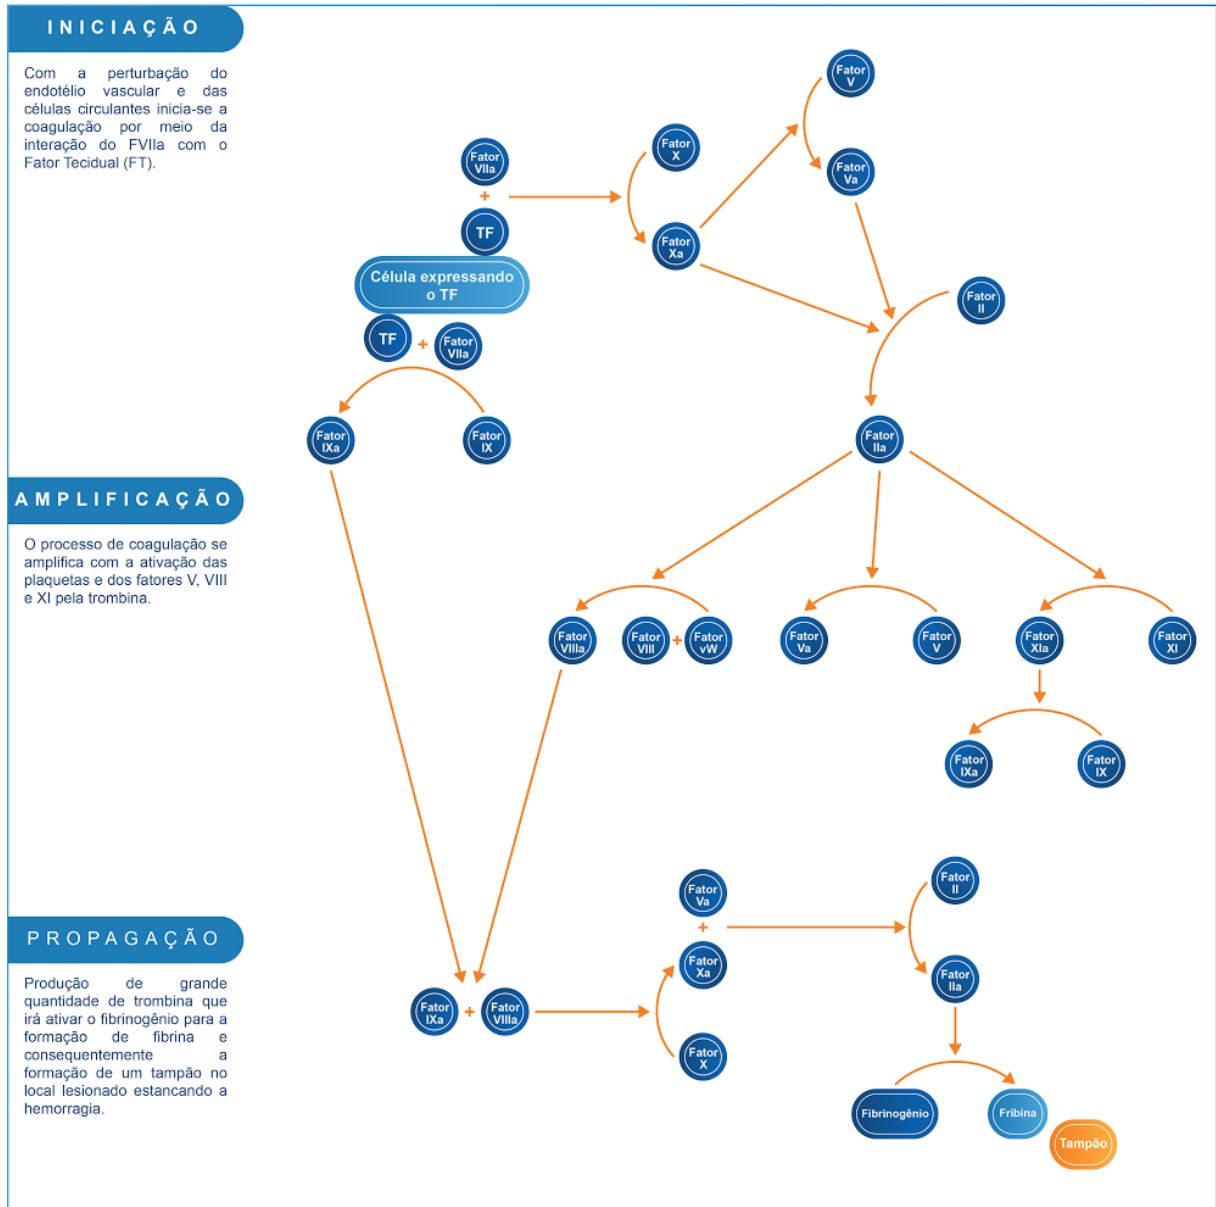 INICIAÇÃO
Com a perturbação do
endotélio vascular e das
células circulantes inicia-se a
coagulação por meio da
interação do FVIIa com o
Fator Tecidual (FT).
Fator
V
Fator
X
Fator
VIIa
+
Fator
Va
TF
Fator
Xa
Célula expressando
o TF
Fator
II
TF
+
Fator
VIIa
Fator
IXa
Fator
IX
Fator
IIa
AMPLIFICAÇÃO
O processo de coagulação se
amplifica com a ativação das
plaquetas e dos fatores V, VIII
e XI pela trombina.
Fator
VIIIa
Fator
VIII
+
Fator
vW
Fator
Va
Fator
V
Fator
XIa
Fator
XI
Fator
IXa
Fator
IX
PROPAGAÇÃO
Produção de grande
quantidade de trombina que
irá ativar o fibrinogênio para a
formação de fibrina e
consequentemente a
formação de um tampão no
local lesionado estancando a
hemorragia.
Fator
Va
+
Fator
Xa
Fator
II
Fator
IIa
Fator
IXa
+
Fator
VIIIa
Fator
X
Fibrinogênio
Fribina
Tampão